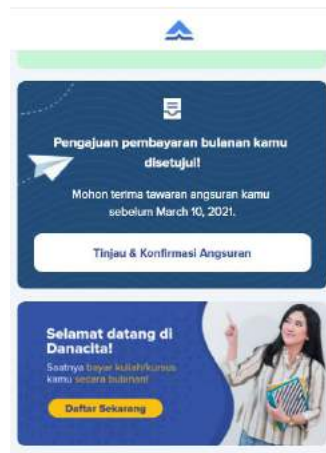 Pengajuan pembayaran bulanan kamu
disetujui!
Mohon terima tawaran angsuran kamu
sebelum March 10, 2021.
Tinjau & Konfirmasi Angsuran
Selamat datang di
Danacita!
Saatnya bayar kuliah/kursus
kamu secara bulanan!
Daftar Sekarang